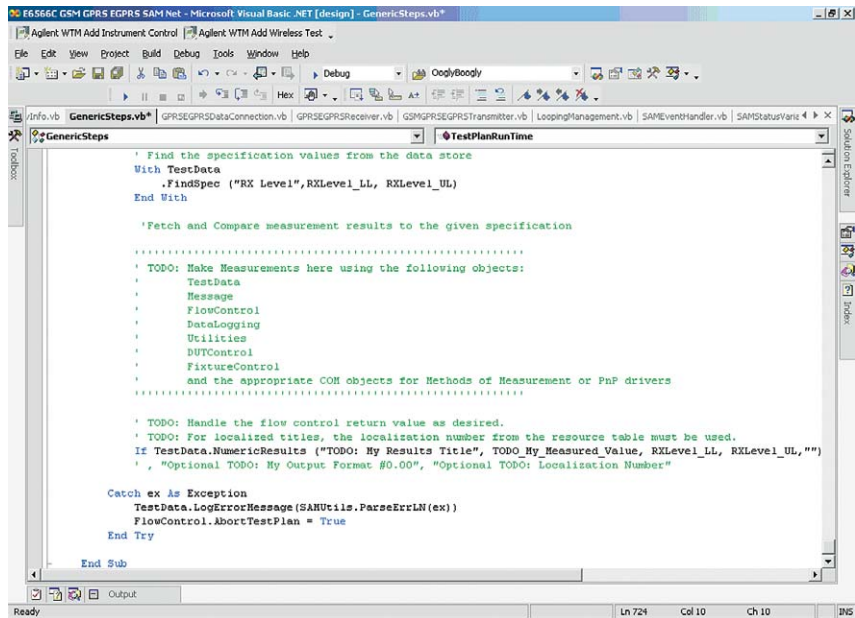 E6566C GSM GPRS EGPRS SAM Net - Microsoft Visual Basic .NET [design] - GenericSteps.vb*
Agilent WTM Add Instrument Control Agilent WTM Add Wireless Test
File Edit View Project Build Debug Tools Window Help
Debug OoglyBoogly
Hex
/Info.vb GenericSteps.vb* GPRSEGPRSDataConnection.vb GPRSEGPRSReceiver.vb GSMGPRSEGPRSTransmitter.vb LoopingManagement.vb SAMEventHandler.vb SAMStatusVaria
GenericSteps TestPlanRunTime
Toolbox
Solution Explorer
Index
' Find the specification values from the data store
With TestData
.FindSpec ("RX Level",RXLevel_LL, RXLevel_UL)
End With
'Fetch and Compare measurement results to the given specification
' TODO: Make Measurements here using the following objects:
' TestData
' Message
' FlowControl
' DataLogging
' Utilities
' DUTControl
' FixtureControl
' and the appropriate COM objects for Methods of Measurement or PnP drivers
' TODO: Handle the flow control return value as desired.
' TODO: For localized titles, the localization number from the resource table must be used.
If TestData.NumericResults ("TODO: My Results Title", TODO_My_Measured_Value, RXLevel_LL, RXLevel_UL,"")
' , "Optional TODO: My Output Format #0.00", "Optional TODO: Localization Number"
Catch ex As Exception
TestData.LogErrorMessage(SAMUtils.ParseErrLN(ex))
FlowControl.AbortTestPlan = True
End Try
End Sub
Output
Ready Ln 724 Col 10 Ch 10 INS